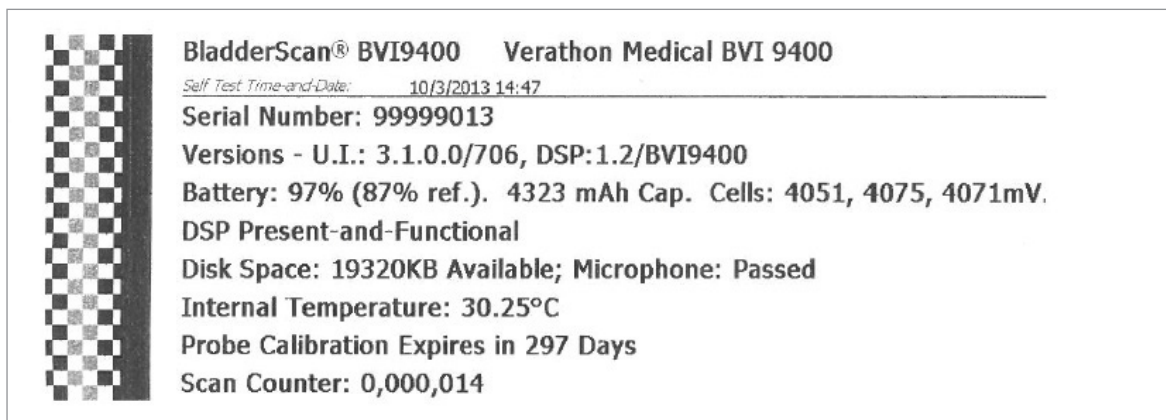 BladderScan® BVI9400 Verathon Medical BVI 9400
Self Test Time-and-Date: 10/3/2013 14:47
Serial Number: 99999013
Versions - U.I.: 3.1.0.0/706, DSP:1.2/BVI9400
Battery: 97% (87% ref.). 4323 mAh Cap. Cells: 4051, 4075, 4071mV.
DSP Present-and-Functional
Disk Space: 19320KB Available; Microphone: Passed
Internal Temperature: 30.25°C
Probe Calibration Expires in 297 Days
Scan Counter: 0,000,014